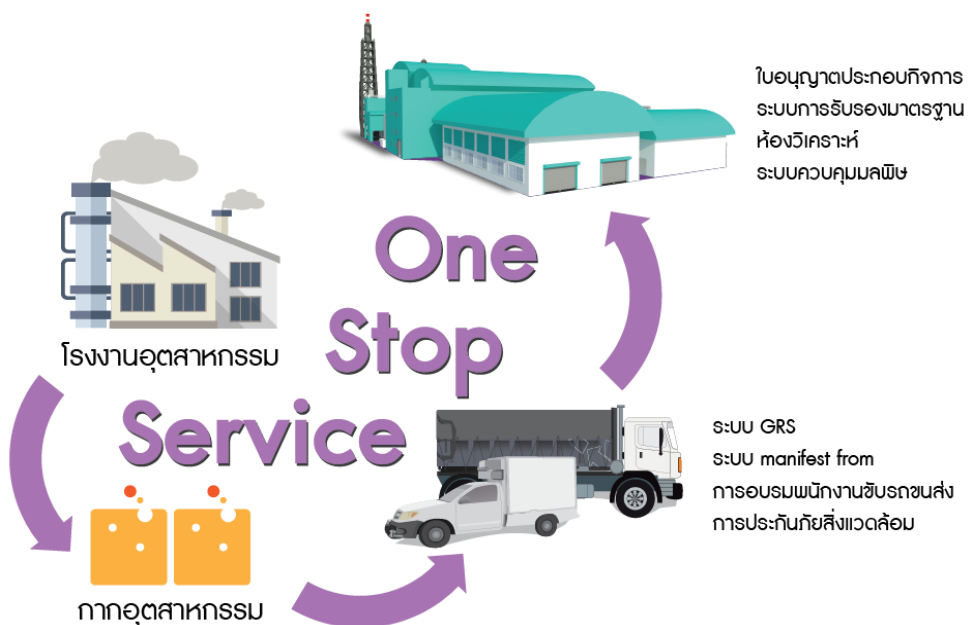 ใบอนุญาตประกอบกิจการ
ระบบการรับรองมาตรฐาน
ห้องวิเคราะห์
ระบบควบคุมมลพิษ
One
Stop
Service
โรงงานอุตสาหกรรม
ระบบ GRS
ระบบ manifest from
การอบรมพนักงานขับรถขนส่ง
การประกันภัยสิ่งแวดล้อม
กากอุตสาหกรรม